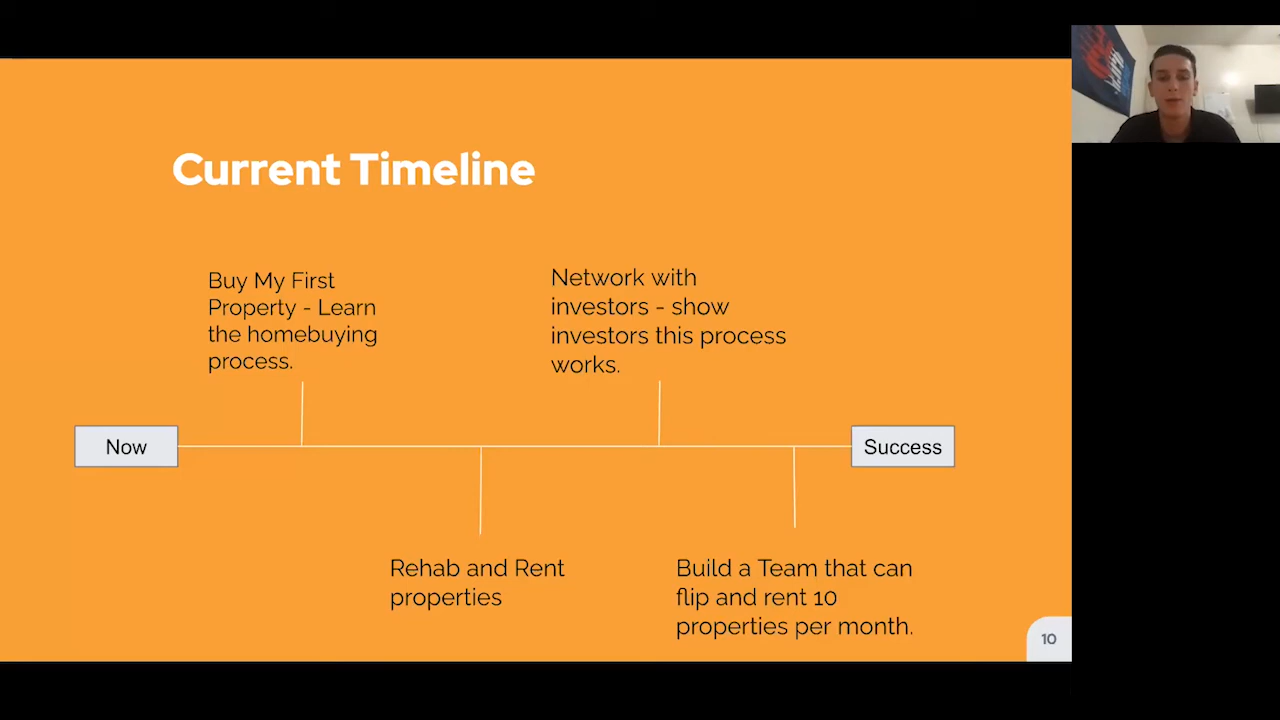 Current Timeline
Buy My First
Property - Learn
the homebuying
process.
Network with
investors - show
investors this process
works.
Now
Success
Rehab and Rent
properties
Build a Team that can
flip and rent 10
properties per month.
10